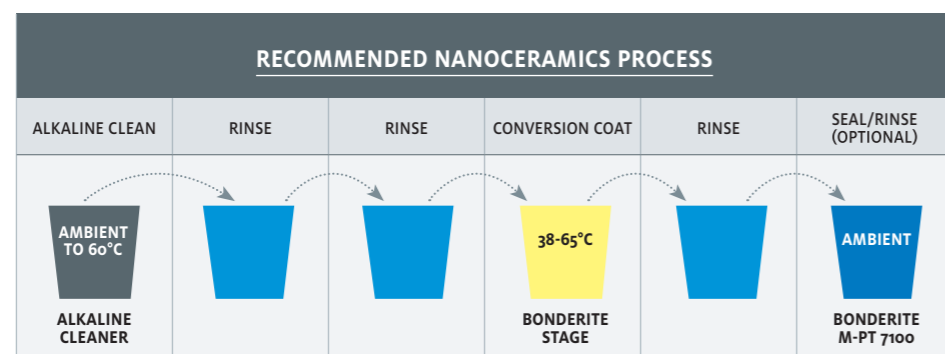 RECOMMENDED NANOCERAMICS PROCESS
ALKALINE CLEAN
RINSE
RINSE
CONVERSION COAT
RINSE
SEAL/RINSE
(OPTIONAL)
AMBIENT
TO 60°C
38-65°C
AMBIENT
ALKALINE
CLEANER
BONDERITE
STAGE
BONDERITE
M-PT 7100